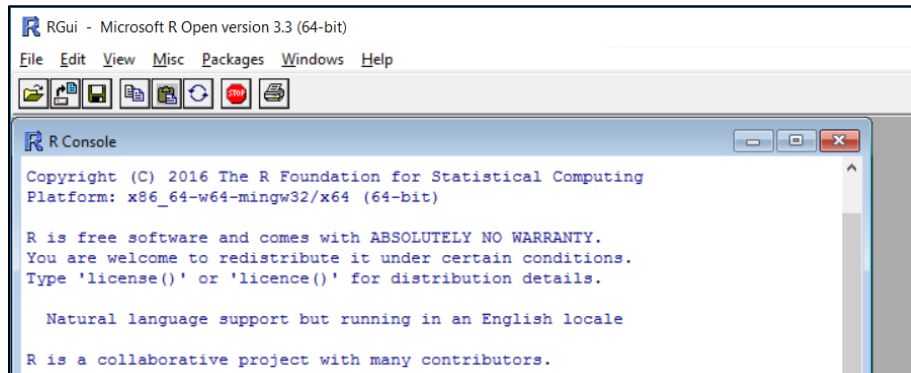 RGui - Microsoft R Open version 3.3 (64-bit)
File Edit View Misc Packages Windows Help
STOP
R Console
Copyright (C) 2016 The R Foundation for Statistical Computing
Platform: x86_64-w64-mingw32/x64 (64-bit)
R is free software and comes with ABSOLUTELY NO WARRANTY.
You are welcome to redistribute it under certain conditions.
Type 'license()' or 'licence()' for distribution details.
Natural language support but running in an English locale
R is a collaborative project with many contributors.